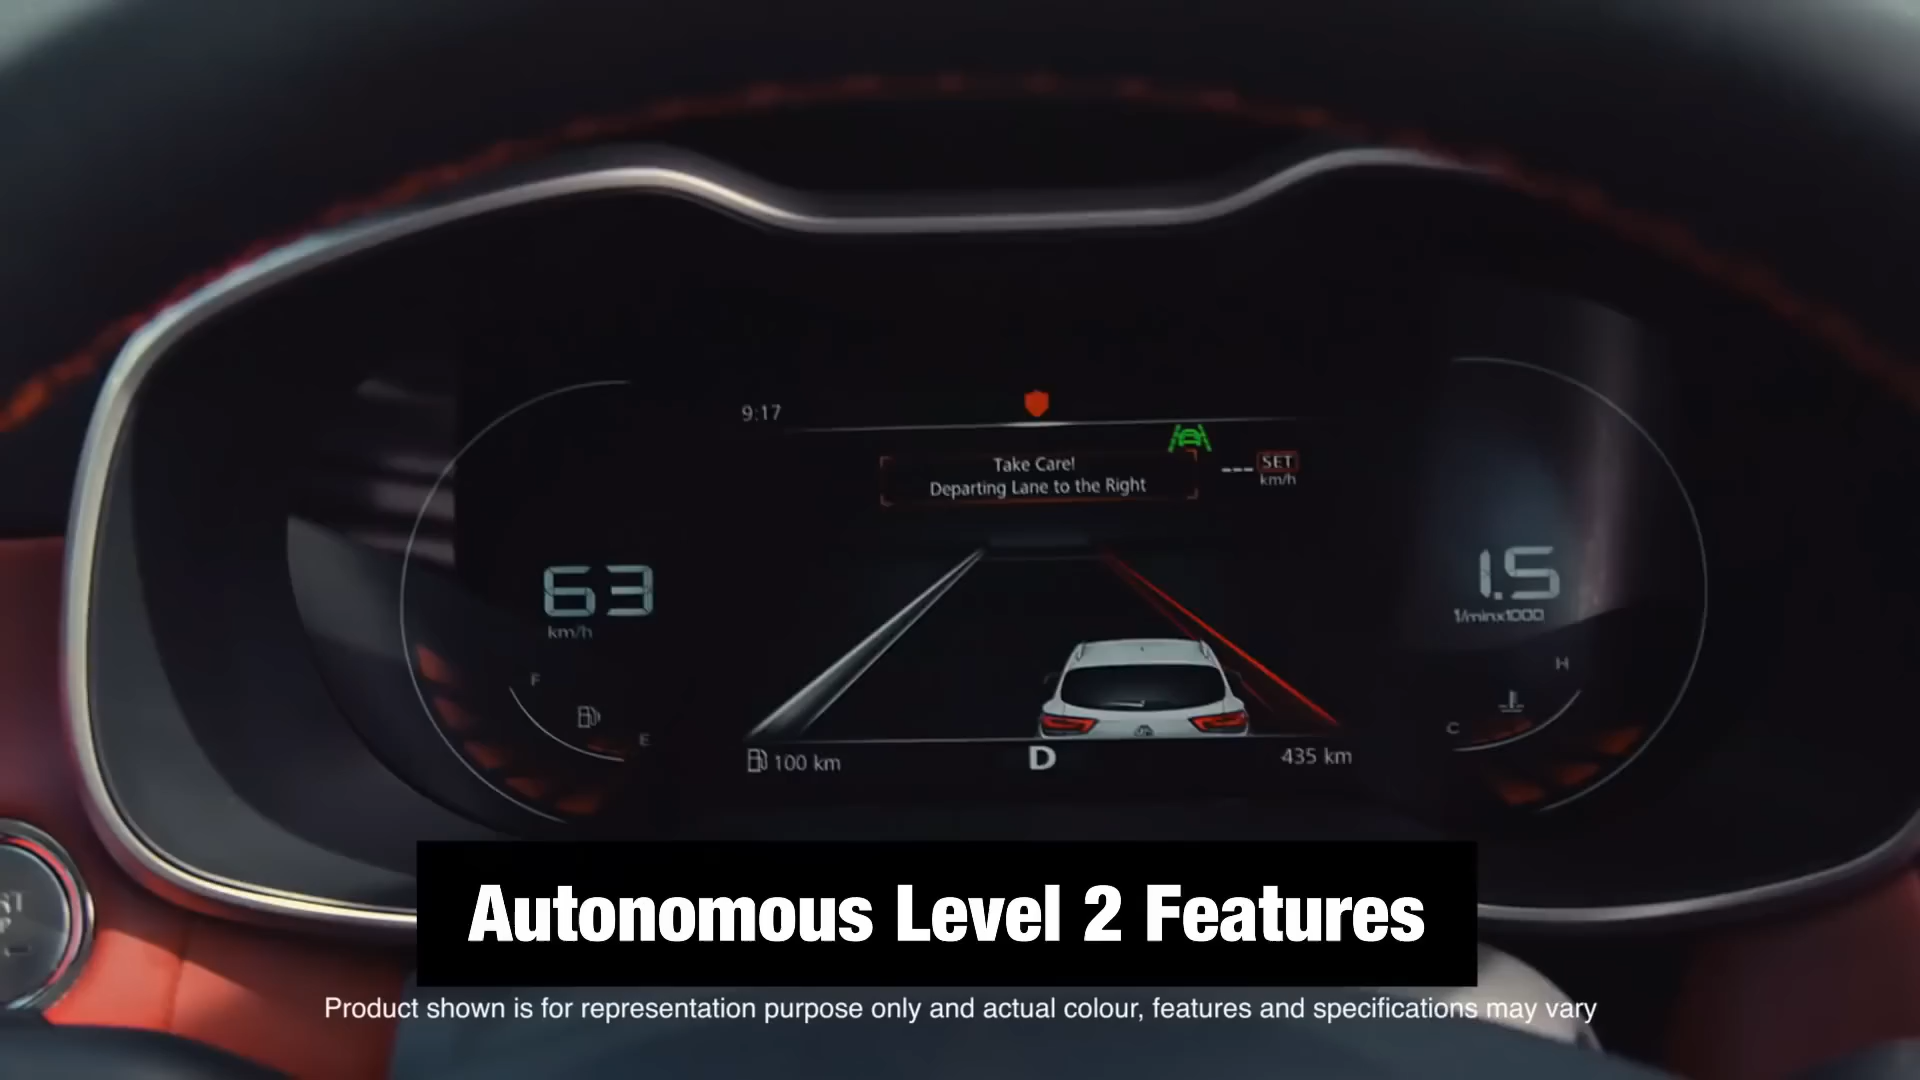 9:17
Take Care!
Departing Lane to the Right
--- SET
km/h
63
km/h
1.5
1/minx1000
F
E
H
C
100 km
D
435 km
Autonomous Level 2 Features
Product shown is for representation purpose only and actual colour, features and specifications may vary